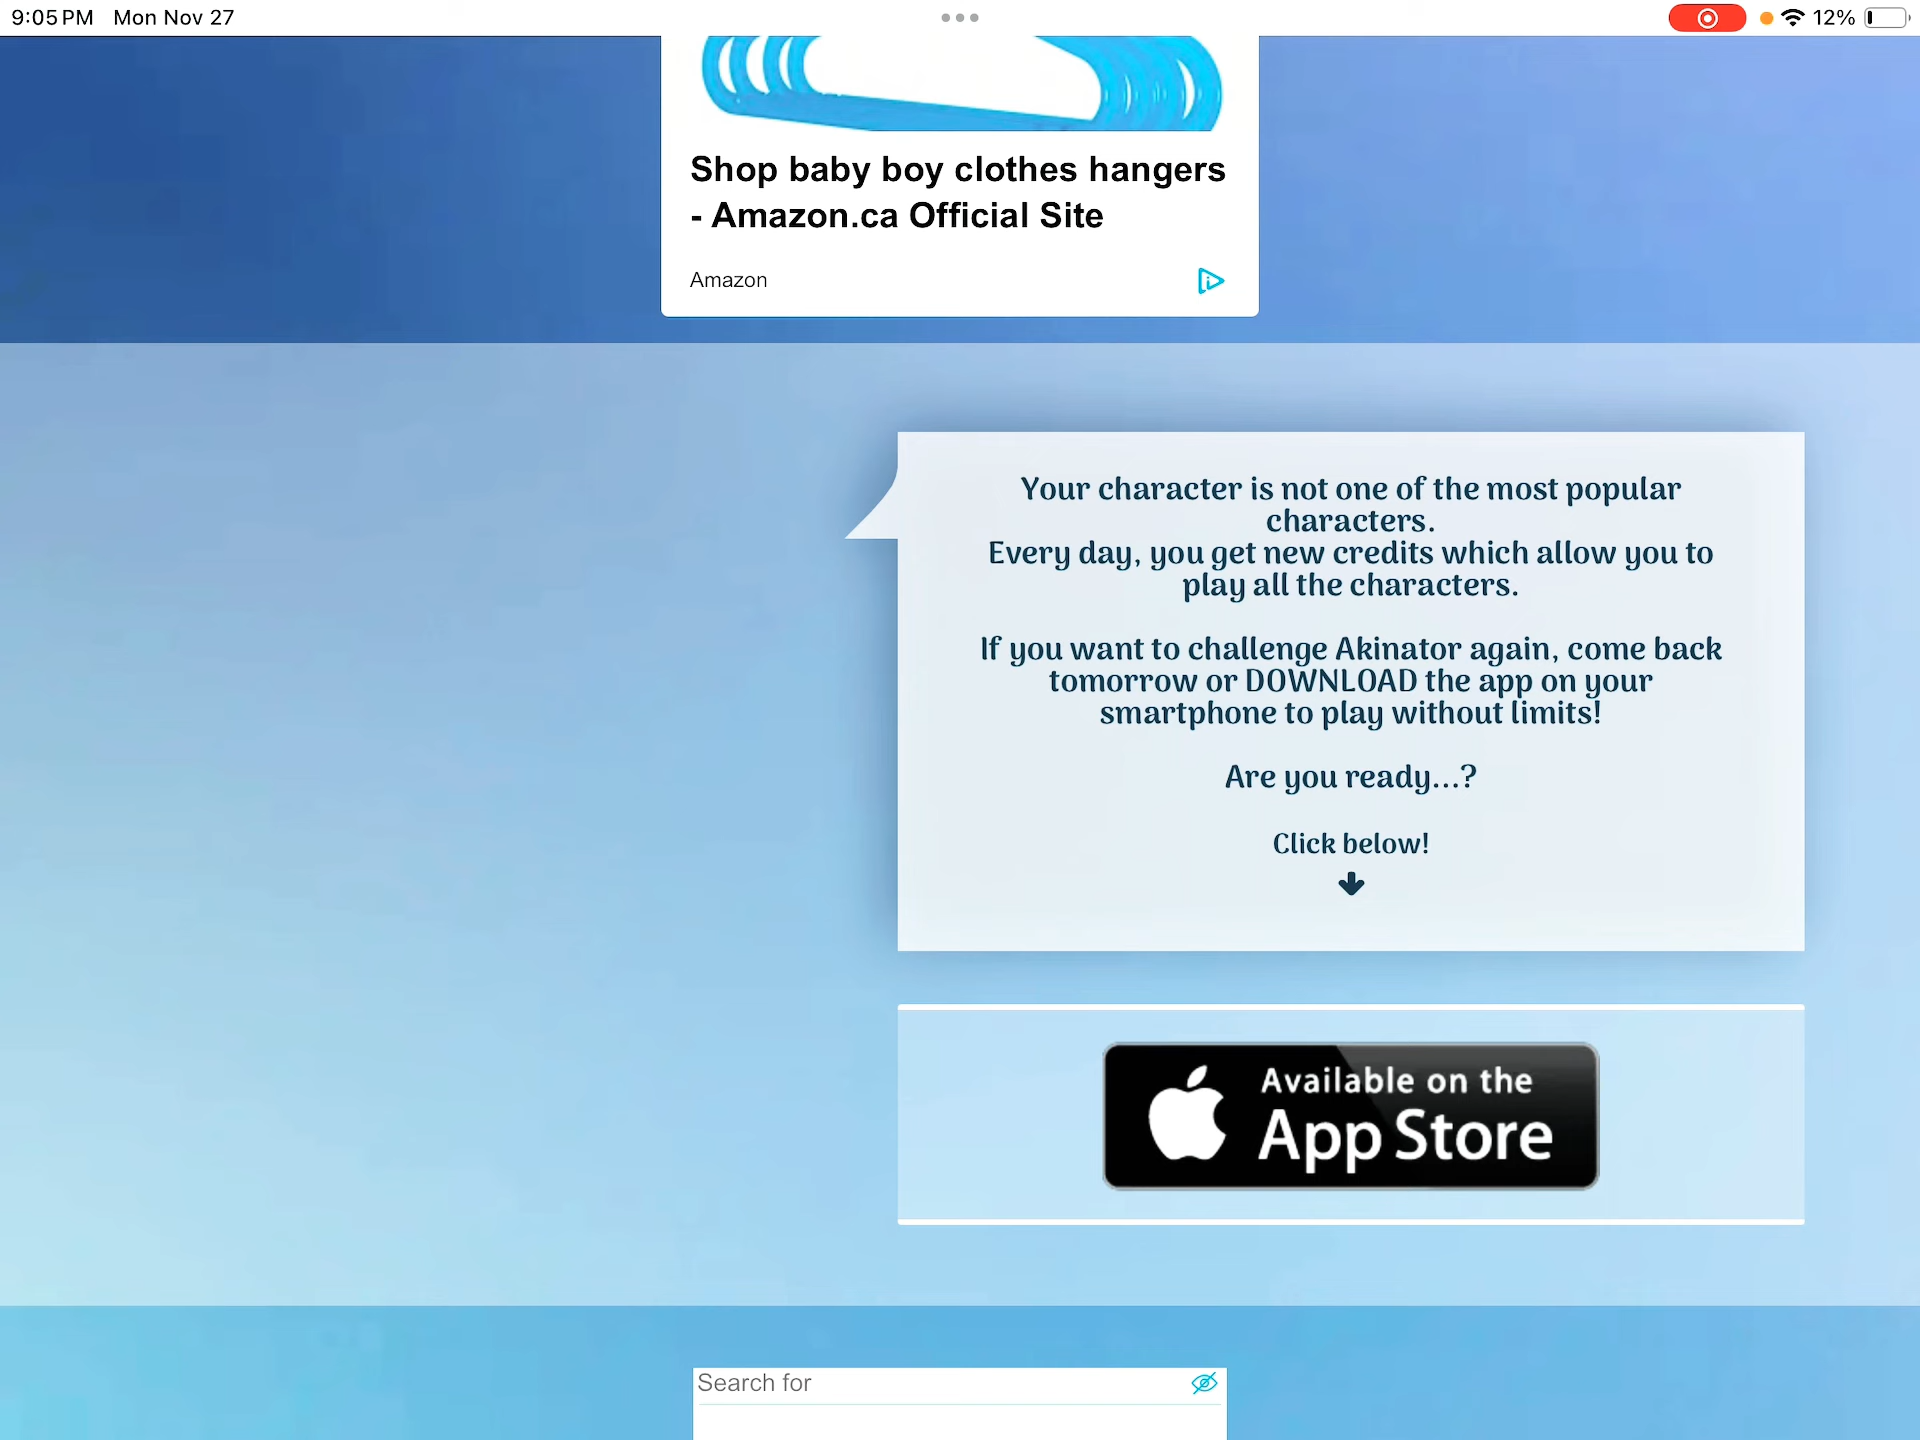 9:05 PM Mon Nov 27
12%
Shop baby boy clothes hangers
- Amazon.ca Official Site
Amazon
Your character is not one of the most popular
characters.
Every day, you get new credits which allow you to
play all the characters.
If you want to challenge Akinator again, come back
tomorrow or DOWNLOAD the app on your
smartphone to play without limits!
Are you ready...?
Click below!
Available on the
App Store
Search for